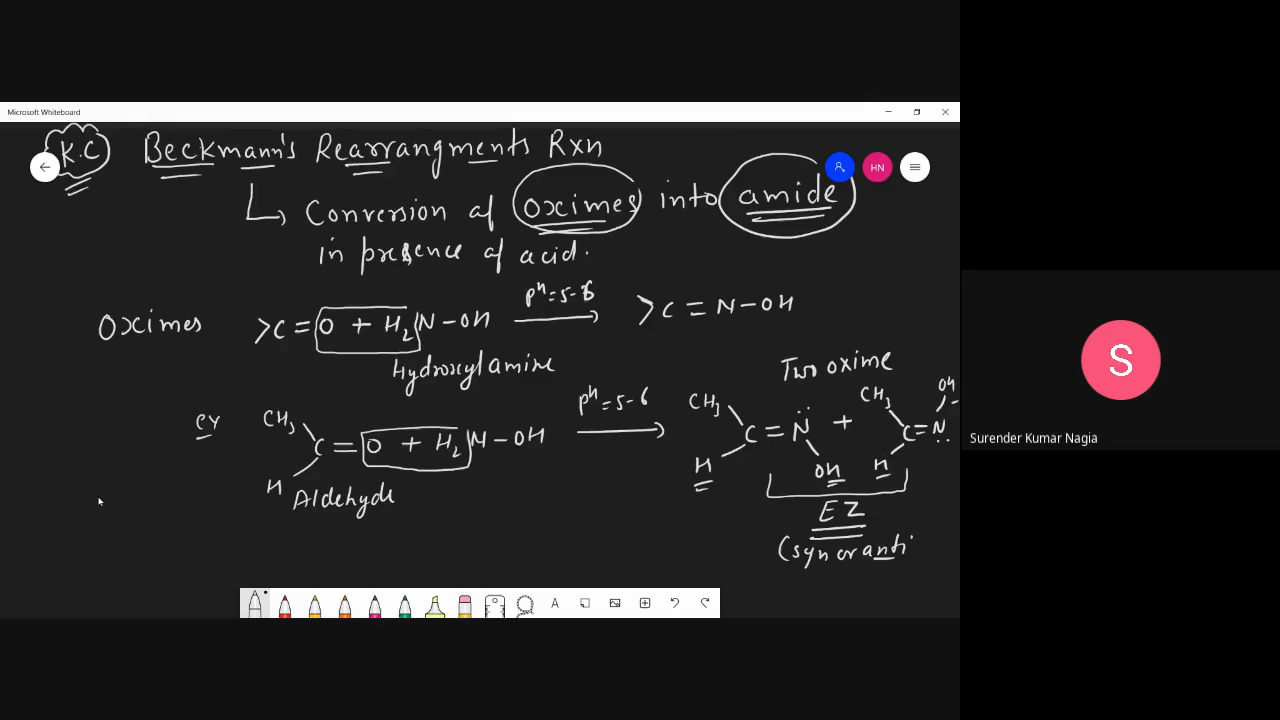 Microsoft Whiteboard
K.C Beckmann's Rearrangments Rxn
HN
Conversion of oximes into amide
in presence of acid.
Oximes >C = O + H2N-OH pH=5-6 >C = N-OH
Hydroxylamine
Two oxime
ex CH3 C = O + H2N-OH pH=5-6 CH3 C = N + CH3 C = N OH
H H OH H
Aldehyde
EZ
(syn or anti
S
Surender Kumar Nagia
A